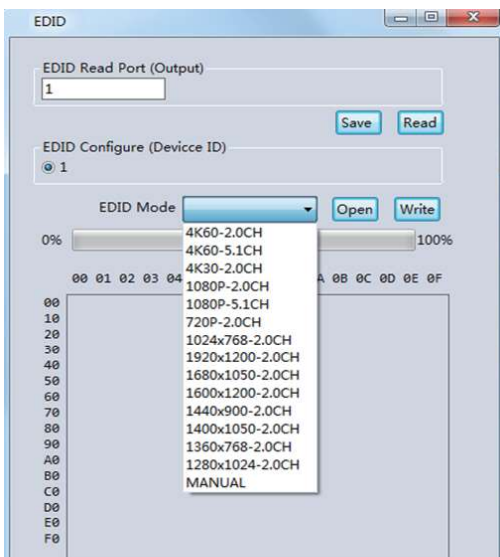 EDID
EDID Read Port (Output)
1
Save Read
EDID Configure (Devicce ID)
1
EDID Mode Open Write
0% 100%
4K60-2.0CH
4K60-5.1CH
4K30-2.0CH
1080P-2.0CH
1080P-5.1CH
720P-2.0CH
1024x768-2.0CH
1920x1200-2.0CH
1680x1050-2.0CH
1600x1200-2.0CH
1440x900-2.0CH
1400x1050-2.0CH
1360x768-2.0CH
1280x1024-2.0CH
MANUAL
00 01 02 03 04 0B 0C 0D 0E 0F
00
10
20
30
40
50
60
70
80
90
A0
B0
C0
D0
E0
F0